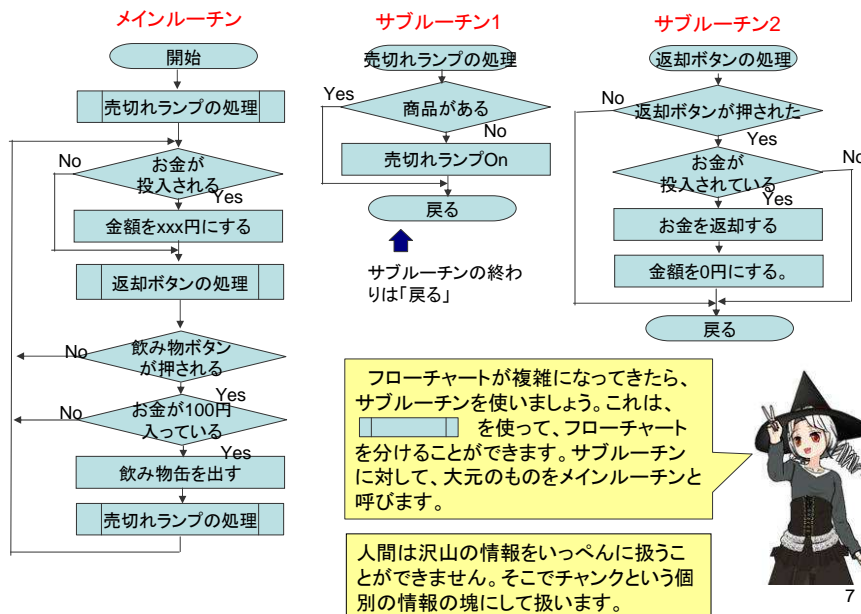 メインルーチン
開始
売切れランプの処理
No
お金が
投入される
Yes
金額をxxx円にする
返却ボタンの処理
No
飲み物ボタン
が押される
Yes
No
お金が100円
入っている
Yes
飲み物缶を出す
売切れランプの処理
サブルーチン1
売切れランプの処理
Yes
商品がある
No
売切れランプOn
戻る
サブルーチンの終わ
りは「戻る」
サブルーチン2
返却ボタンの処理
No
返却ボタンが押された
Yes
No
お金が
投入されている
Yes
お金を返却する
金額を0円にする。
戻る
フローチャートが複雑になってきたら、
サブルーチンを使いましょう。これは、
を使って、フローチャート
を分けることができます。サブルーチン
に対して、大元のものをメインルーチンと
呼びます。
人間は沢山の情報をいっぺんに扱うこ
とができません。そこでチャンクという個
別の情報の塊にして扱います。
7